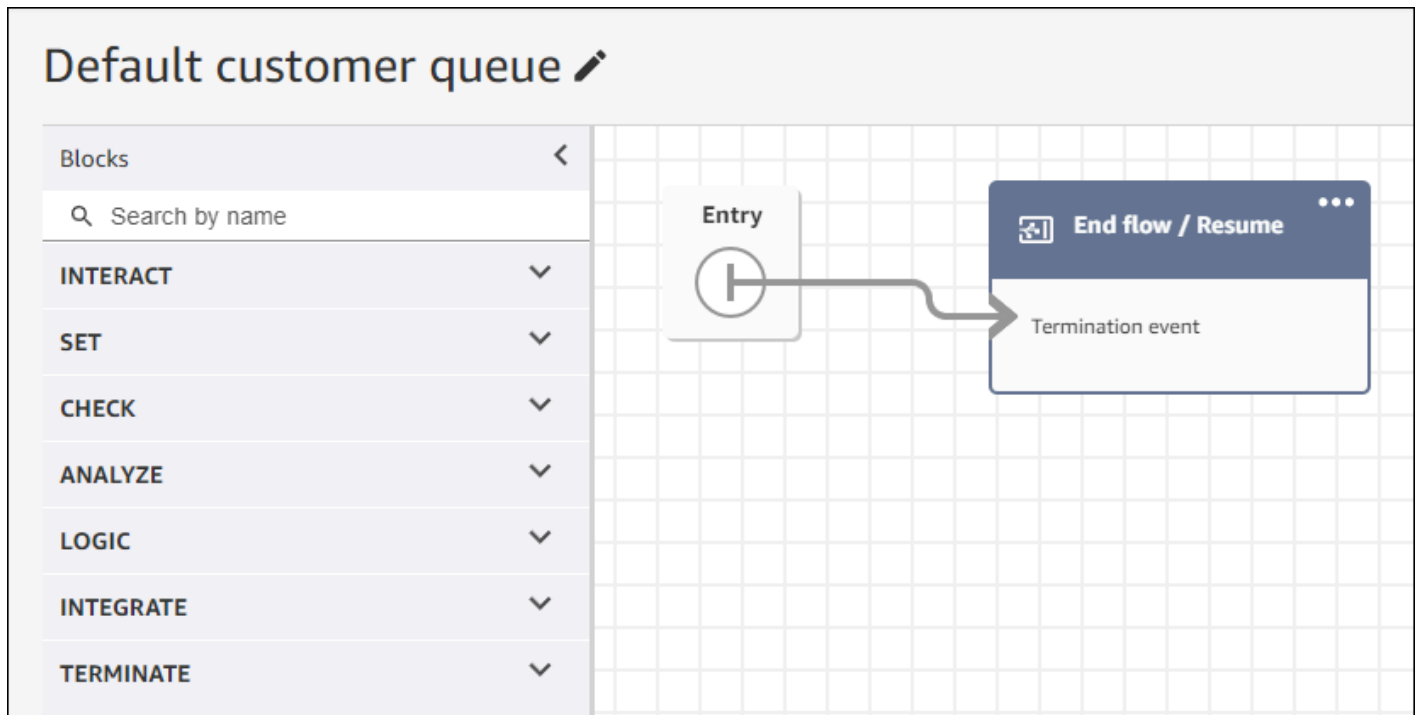 Default customer queue
Blocks
Search by name
INTERACT
SET
CHECK
ANALYZE
LOGIC
INTEGRATE
TERMINATE
Entry
End flow / Resume
Termination event